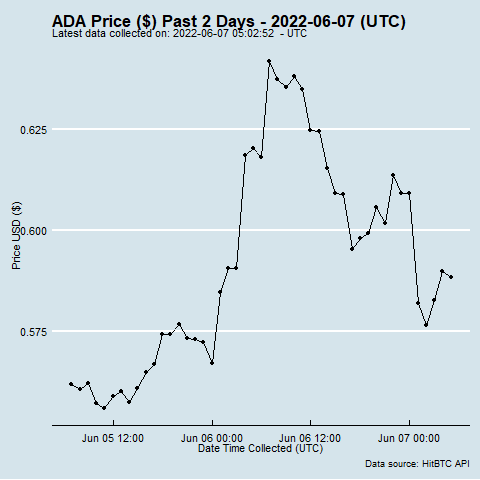 ADA Price ($) Past 2 Days - 2022-06-07 (UTC)
Latest data collected on: 2022-06-07 05:02:52 - UTC
0.625
0.600
0.575
Price USD ($)
Jun 05 12:00 Jun 06 00:00 Jun 06 12:00 Jun 07 00:00
Date Time Collected (UTC)
Data source: HitBTC API